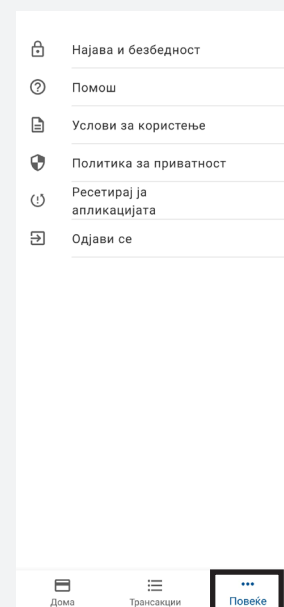 Најава и безбедност
Помош
Услови за користење
Политика за приватност
Ресетирај ја
апликацијата
Одјави се
Дома
Трансакции
Повеќе